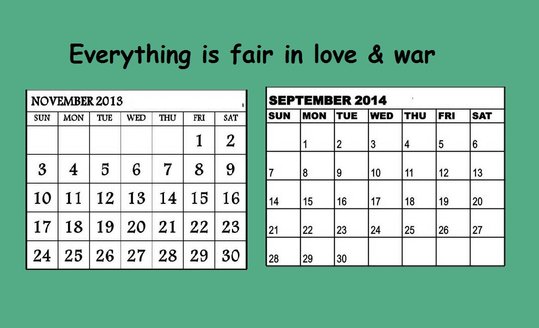 Everything is fair in love & war
NOVEMBER 2013
SUN MON TUE WED THU FRI SAT
1 2
3 4 5 6 7 8 9
10 11 12 13 14 15 16
17 18 19 20 21 22 23
24 25 26 27 28 29 30
SEPTEMBER 2014
SUN MON TUE WED THU FRI SAT
1 2 3 4 5 6
7 8 9 10 11 12 13
14 15 16 17 18 19 20
21 22 23 24 25 26 27
28 29 30